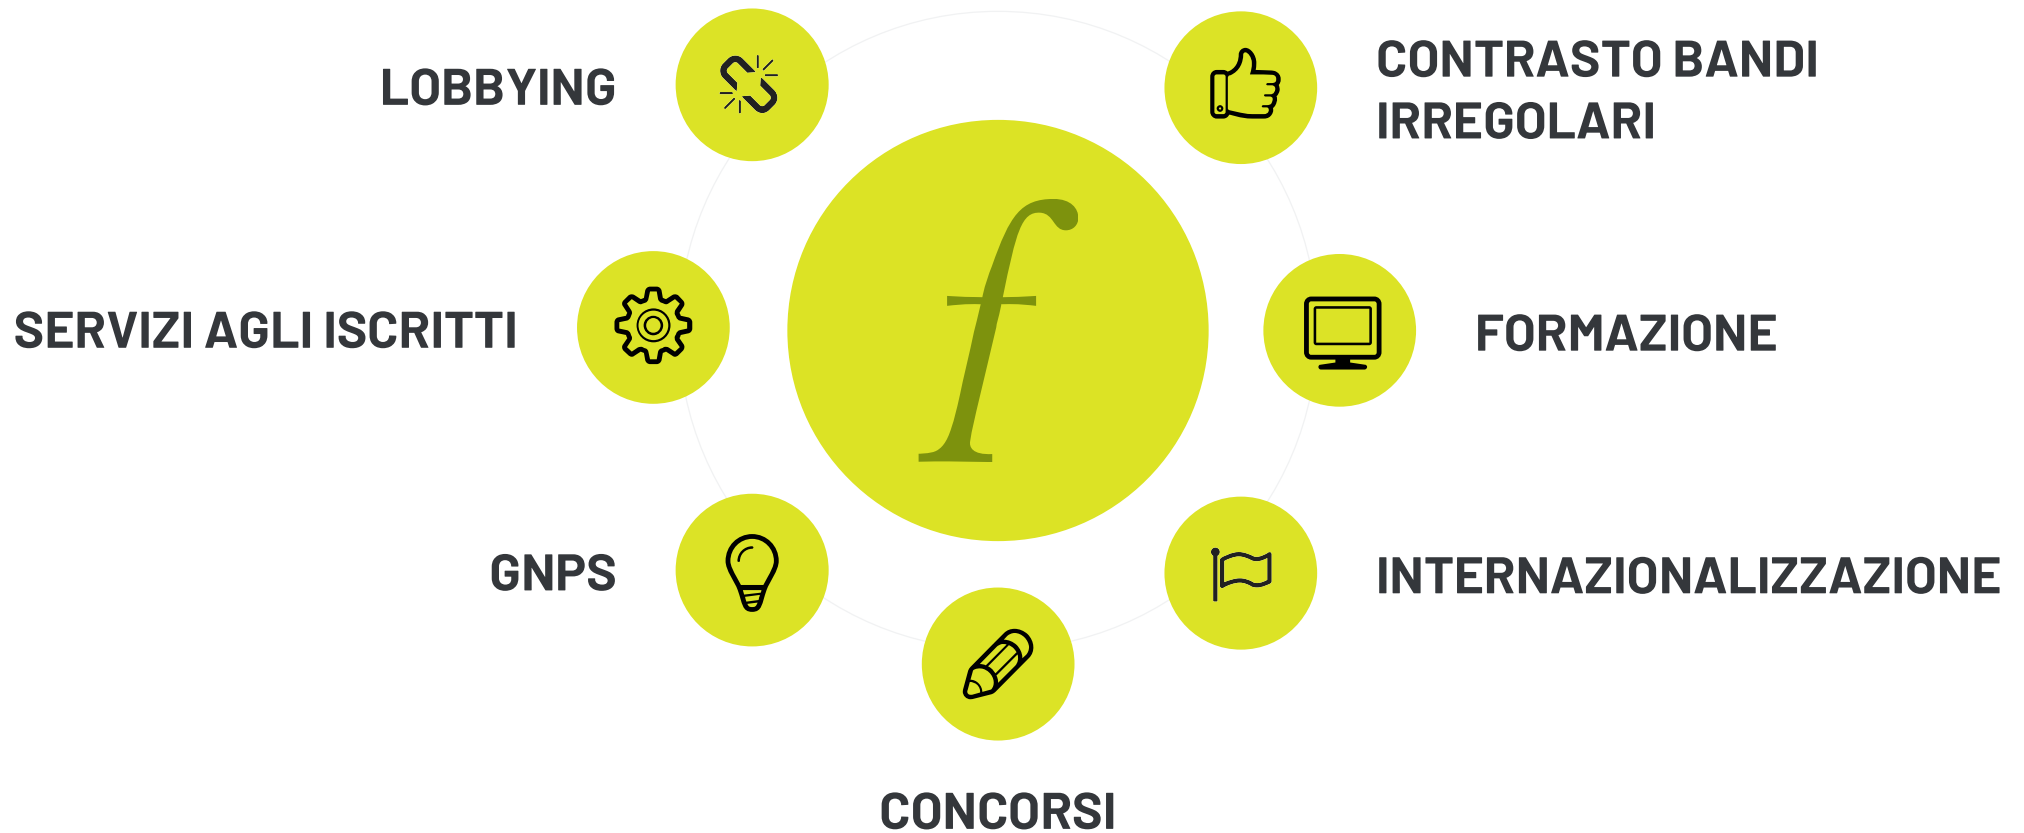 LOBBYING
CONTRASTO BANDI
IRREGOLARI
SERVIZI AGLI ISCRITTI
f
FORMAZIONE
GNPS
INTERNAZIONALIZZAZIONE
CONCORSI